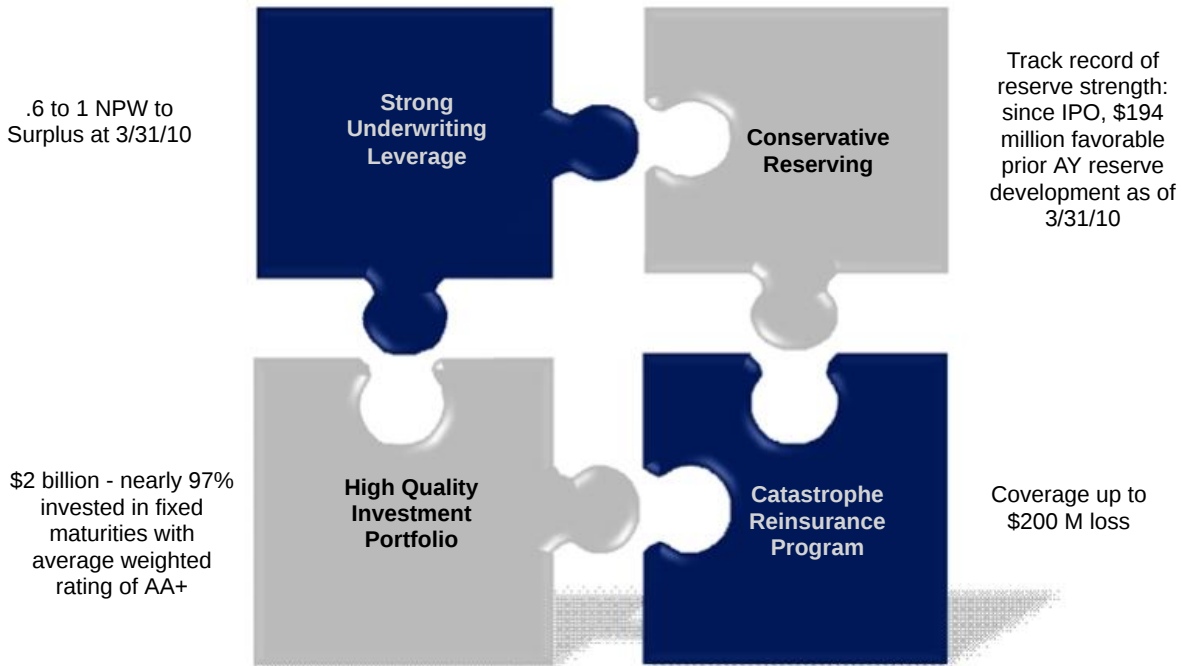 .6 to 1 NPW to
Surplus at 3/31/10
Strong
Underwriting
Leverage
Conservative
Reserving
Track record of
reserve strength:
since IPO, $194
million favorable
prior AY reserve
development as of
3/31/10
$2 billion - nearly 97%
invested in fixed
maturities with
average weighted
rating of AA+
High Quality
Investment
Portfolio
Catastrophe
Reinsurance
Program
Coverage up to
$200 M loss